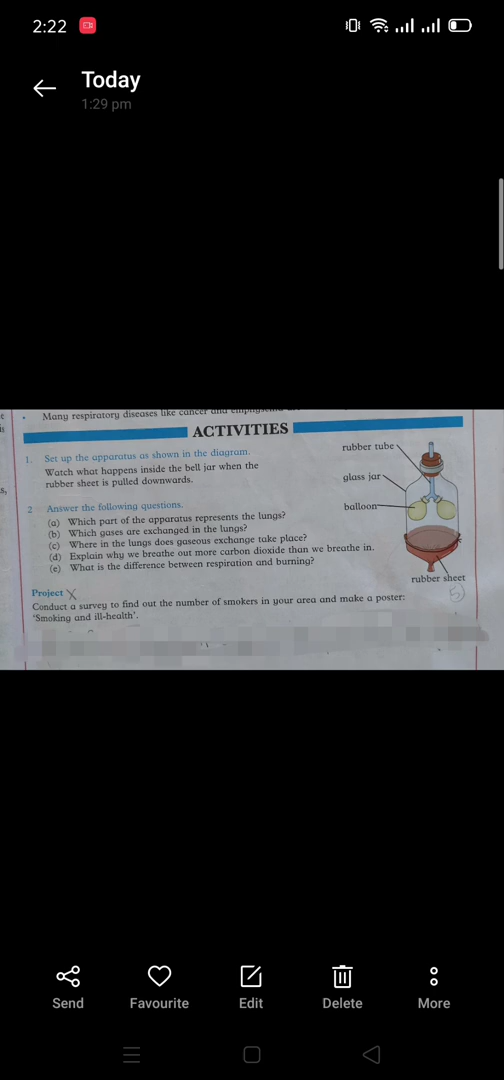 2:22
Today
1:29 pm
Many respiratory diseases like cancer and
ACTIVITIES
1. Set up the apparatus as shown in the diagram.
Watch what happens inside the bell jar when the
rubber sheet is pulled downwards.
rubber tube
glass jar
balloon
rubber sheet
2 Answer the following questions.
(a) Which part of the apparatus represents the lungs?
(b) Which gases are exchanged in the lungs?
(c) Where in the lungs does gaseous exchange take place?
(d) Explain why we breathe out more carbon dioxide than we breathe in.
(e) What is the difference between respiration and burning?
5
Project X
Conduct a survey to find out the number of smokers in your area and make a poster:
'Smoking and ill-health'.
Send Favourite Edit Delete More